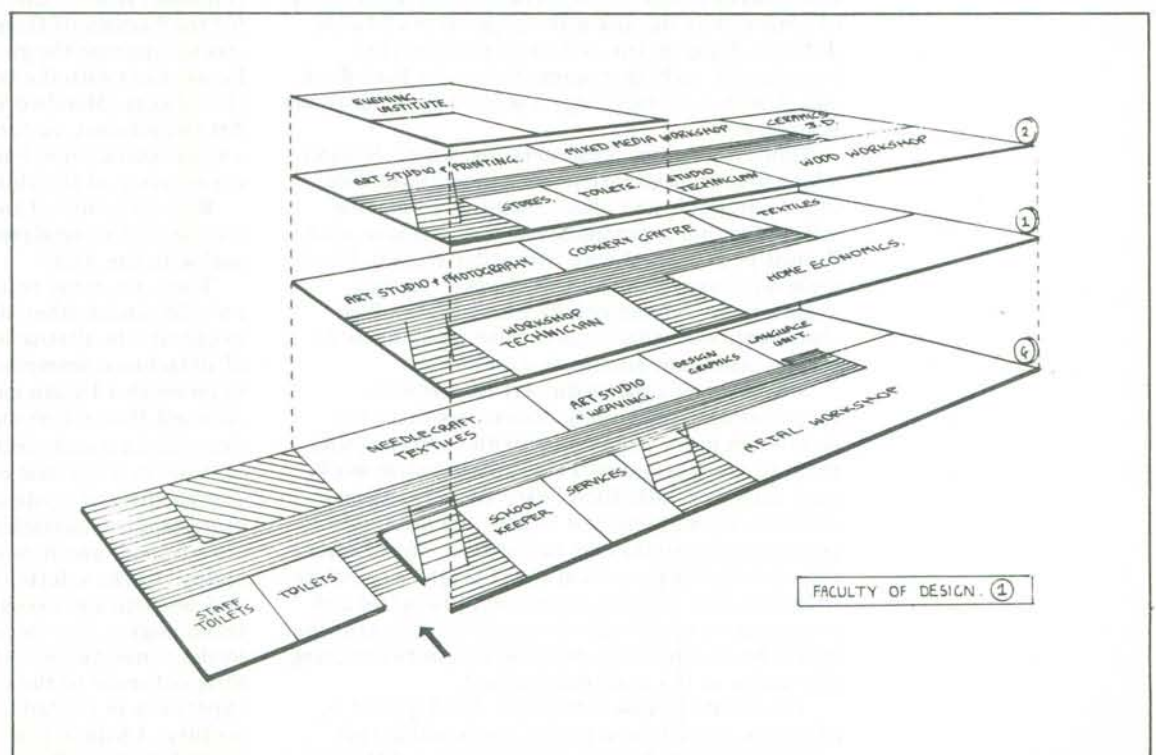 EVENING
INSTITUTE
2
ART STUDIO + PRINTING.
MIXED MEDIA WORKSHOP
CERAMICS
3.D.
STORES.
TOILETS.
STUDIO
TECHNICIAN
WOOD WORKSHOP
1
ART STUDIO + PHOTOGRAPHY
COOKERY CENTRE
TEXTILES
WORKSHOP
TECHNICIAN
HOME ECONOMICS.
G
NEEDLECRAFT.
TEXTILES
ART STUDIO
+ WEAVING.
DESIGN
GRAPHICS
LANGUAGE
UNIT.
SCHOOL-
KEEPER
SERVICES
METAL WORKSHOP
STAFF
TOILETS
TOILETS
FACULTY OF DESIGN. 1